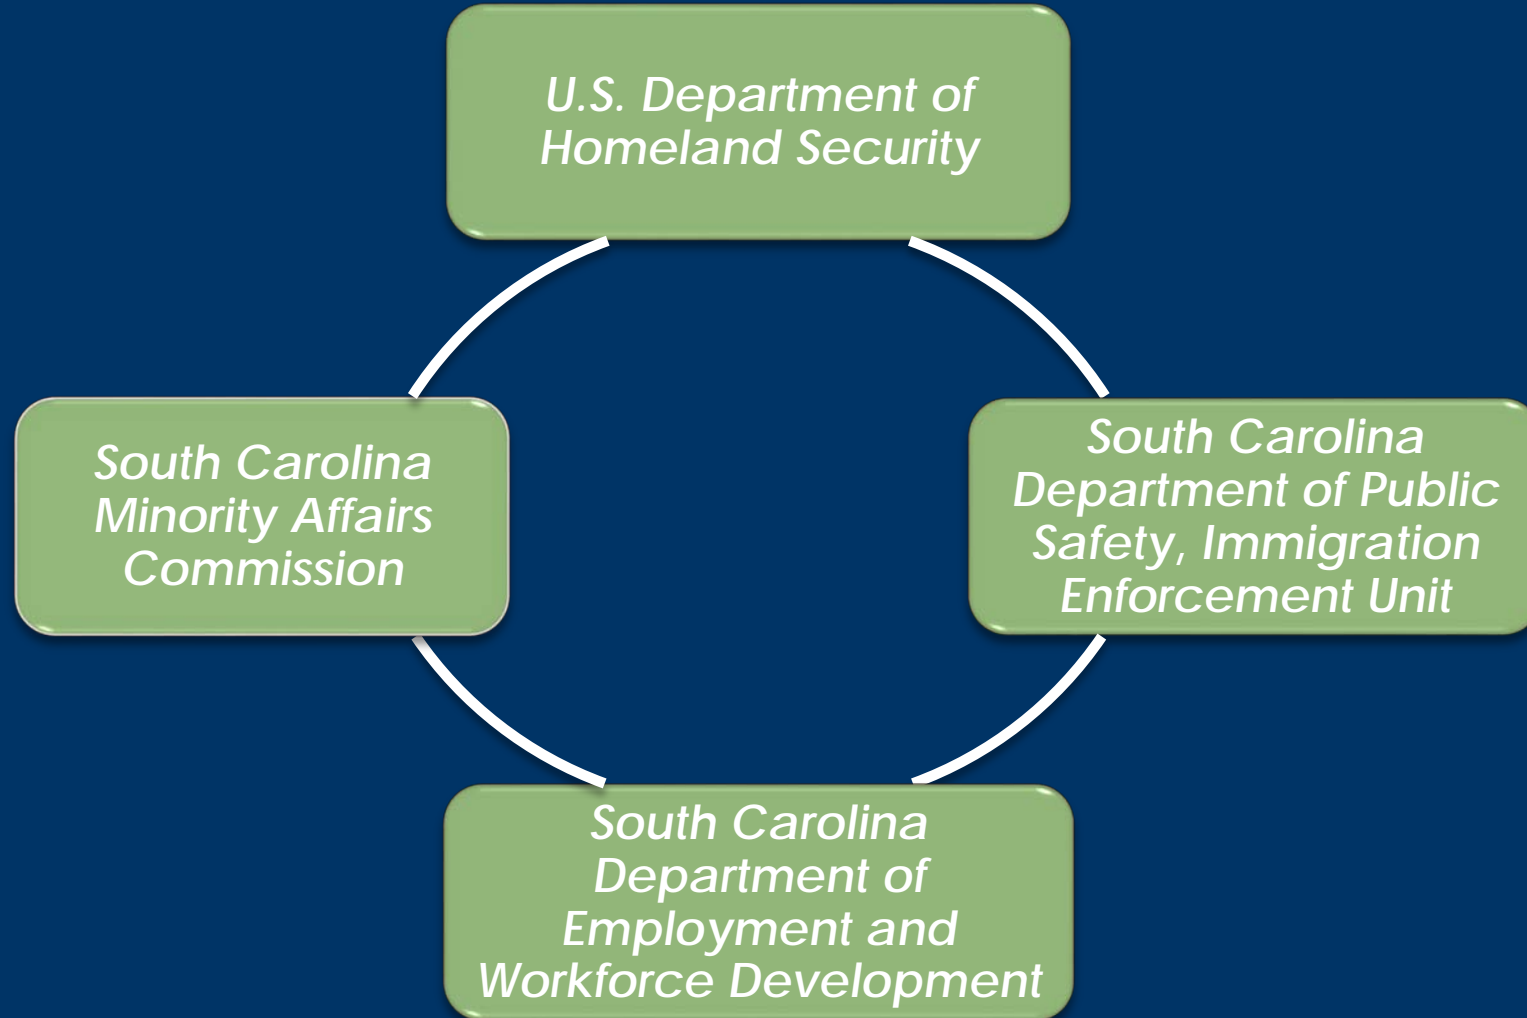 U.S. Department of
Homeland Security
South Carolina
Minority Affairs
Commission
South Carolina
Department of Public
Safety, Immigration
Enforcement Unit
South Carolina
Department of
Employment and
Workforce Development